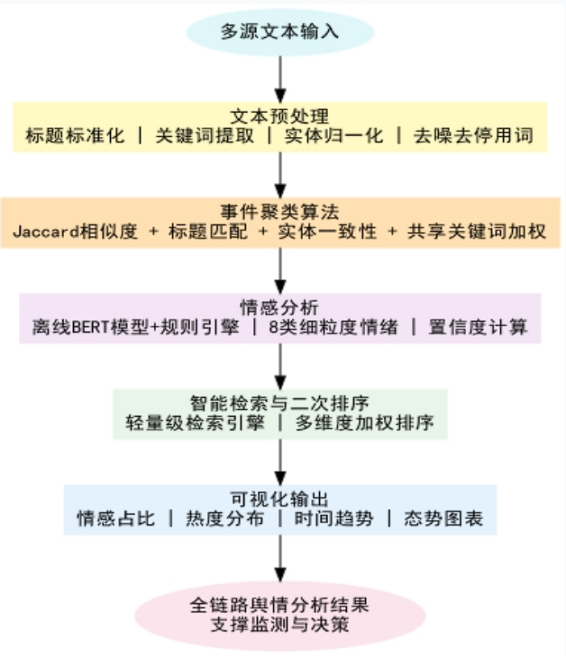 多源文本输入
文本预处理
标题标准化 | 关键词提取 | 实体归一化 | 去噪去停用词
事件聚类算法
Jaccard相似度 + 标题匹配 + 实体一致性 + 共享关键词加权
情感分析
离线BERT模型+规则引擎 | 8类细粒度情绪 | 置信度计算
智能检索与二次排序
轻量级检索引擎 | 多维度加权排序
可视化输出
情感占比 | 热度分布 | 时间趋势 | 态势图表
全链路舆情分析结果
支撑监测与决策